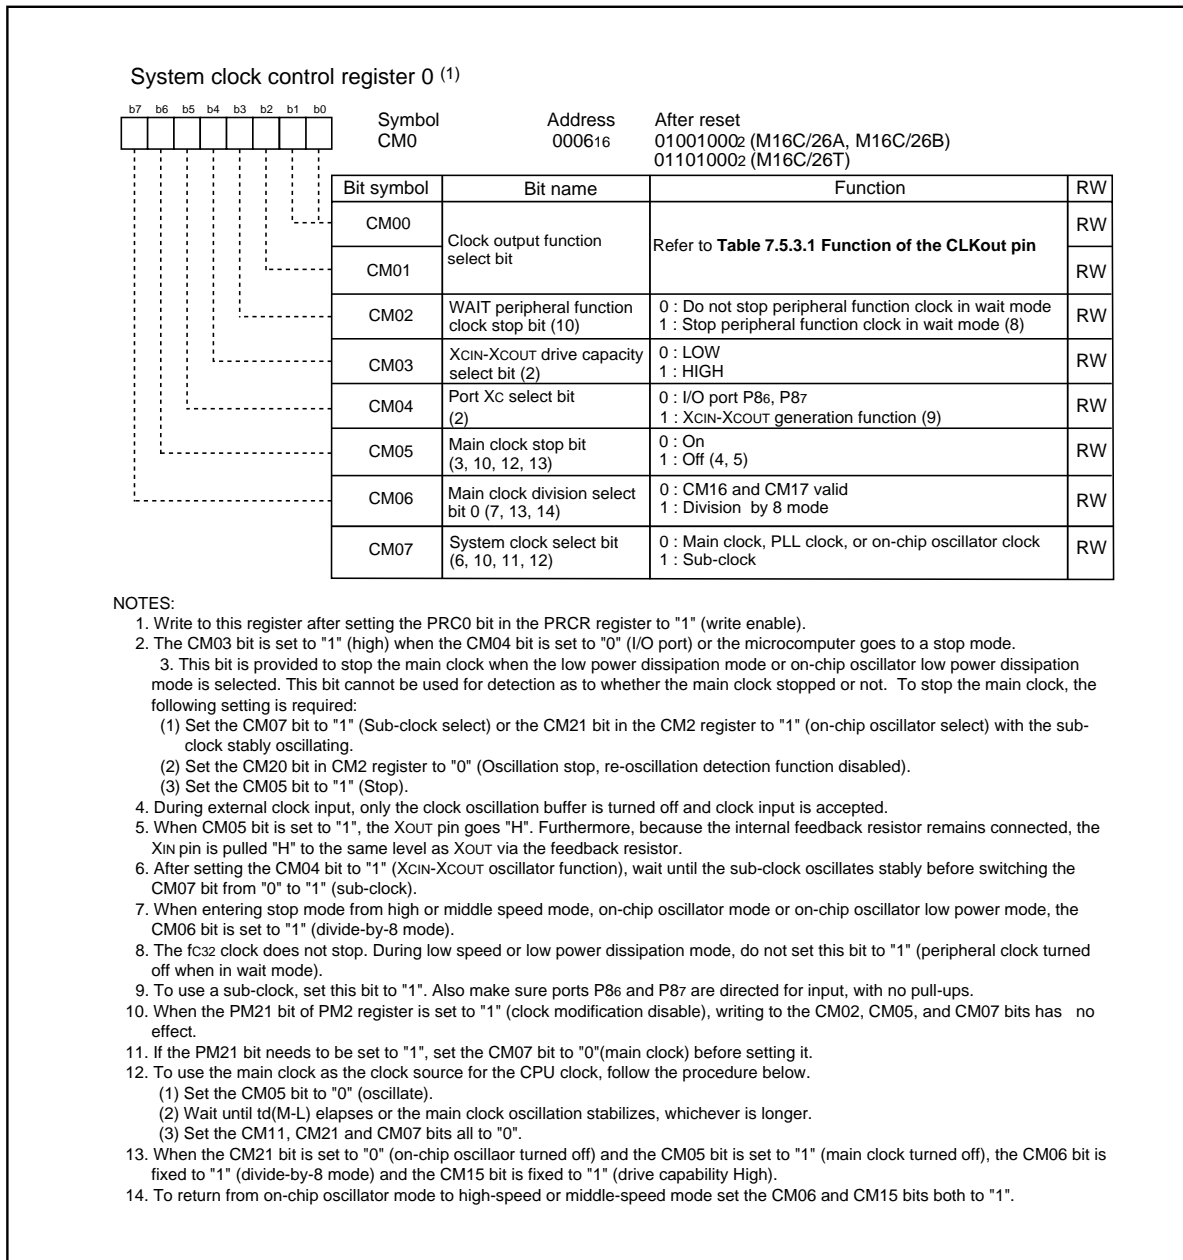 System clock control register 0 (1)
b7 b6 b5 b4 b3 b2 b1 b0
Symbol Address After reset
CM0 000616 010010002 (M16C/26A, M16C/26B)
011010002 (M16C/26T)
Bit symbol Bit name Function RW
CM00 RW
Clock output function
select bit
Refer to Table 7.5.3.1 Function of the CLKout pin
CM01 RW
CM02 WAIT peripheral function
clock stop bit (10)
0 : Do not stop peripheral function clock in wait mode
1 : Stop peripheral function clock in wait mode (8)
RW
CM03 XCIN-XCOUT drive capacity
select bit (2)
0 : LOW
1 : HIGH
RW
CM04 Port XC select bit
(2)
0 : I/O port P86, P87
1 : XCIN-XCOUT generation function (9)
RW
CM05 Main clock stop bit
(3, 10, 12, 13)
0 : On
1 : Off (4, 5)
RW
CM06 Main clock division select
bit 0 (7, 13, 14)
0 : CM16 and CM17 valid
1 : Division by 8 mode
RW
CM07 System clock select bit
(6, 10, 11, 12)
0 : Main clock, PLL clock, or on-chip oscillator clock
1 : Sub-clock
RW
NOTES:
1. Write to this register after setting the PRC0 bit in the PRCR register to "1" (write enable).
2. The CM03 bit is set to "1" (high) when the CM04 bit is set to "0" (I/O port) or the microcomputer goes to a stop mode.
3. This bit is provided to stop the main clock when the low power dissipation mode or on-chip oscillator low power dissipation
mode is selected. This bit cannot be used for detection as to whether the main clock stopped or not. To stop the main clock, the
following setting is required:
(1) Set the CM07 bit to "1" (Sub-clock select) or the CM21 bit in the CM2 register to "1" (on-chip oscillator select) with the sub-
clock stably oscillating.
(2) Set the CM20 bit in CM2 register to "0" (Oscillation stop, re-oscillation detection function disabled).
(3) Set the CM05 bit to "1" (Stop).
4. During external clock input, only the clock oscillation buffer is turned off and clock input is accepted.
5. When CM05 bit is set to "1", the XOUT pin goes "H". Furthermore, because the internal feedback resistor remains connected, the
XIN pin is pulled "H" to the same level as XOUT via the feedback resistor.
6. After setting the CM04 bit to "1" (XCIN-XCOUT oscillator function), wait until the sub-clock oscillates stably before switching the
CM07 bit from "0" to "1" (sub-clock).
7. When entering stop mode from high or middle speed mode, on-chip oscillator mode or on-chip oscillator low power mode, the
CM06 bit is set to "1" (divide-by-8 mode).
8. The fC32 clock does not stop. During low speed or low power dissipation mode, do not set this bit to "1" (peripheral clock turned
off when in wait mode).
9. To use a sub-clock, set this bit to "1". Also make sure ports P86 and P87 are directed for input, with no pull-ups.
10. When the PM21 bit of PM2 register is set to "1" (clock modification disable), writing to the CM02, CM05, and CM07 bits has no
effect.
11. If the PM21 bit needs to be set to "1", set the CM07 bit to "0"(main clock) before setting it.
12. To use the main clock as the clock source for the CPU clock, follow the procedure below.
(1) Set the CM05 bit to "0" (oscillate).
(2) Wait until td(M-L) elapses or the main clock oscillation stabilizes, whichever is longer.
(3) Set the CM11, CM21 and CM07 bits all to "0".
13. When the CM21 bit is set to "0" (on-chip oscillaor turned off) and the CM05 bit is set to "1" (main clock turned off), the CM06 bit is
fixed to "1" (divide-by-8 mode) and the CM15 bit is fixed to "1" (drive capability High).
14. To return from on-chip oscillator mode to high-speed or middle-speed mode set the CM06 and CM15 bits both to "1".